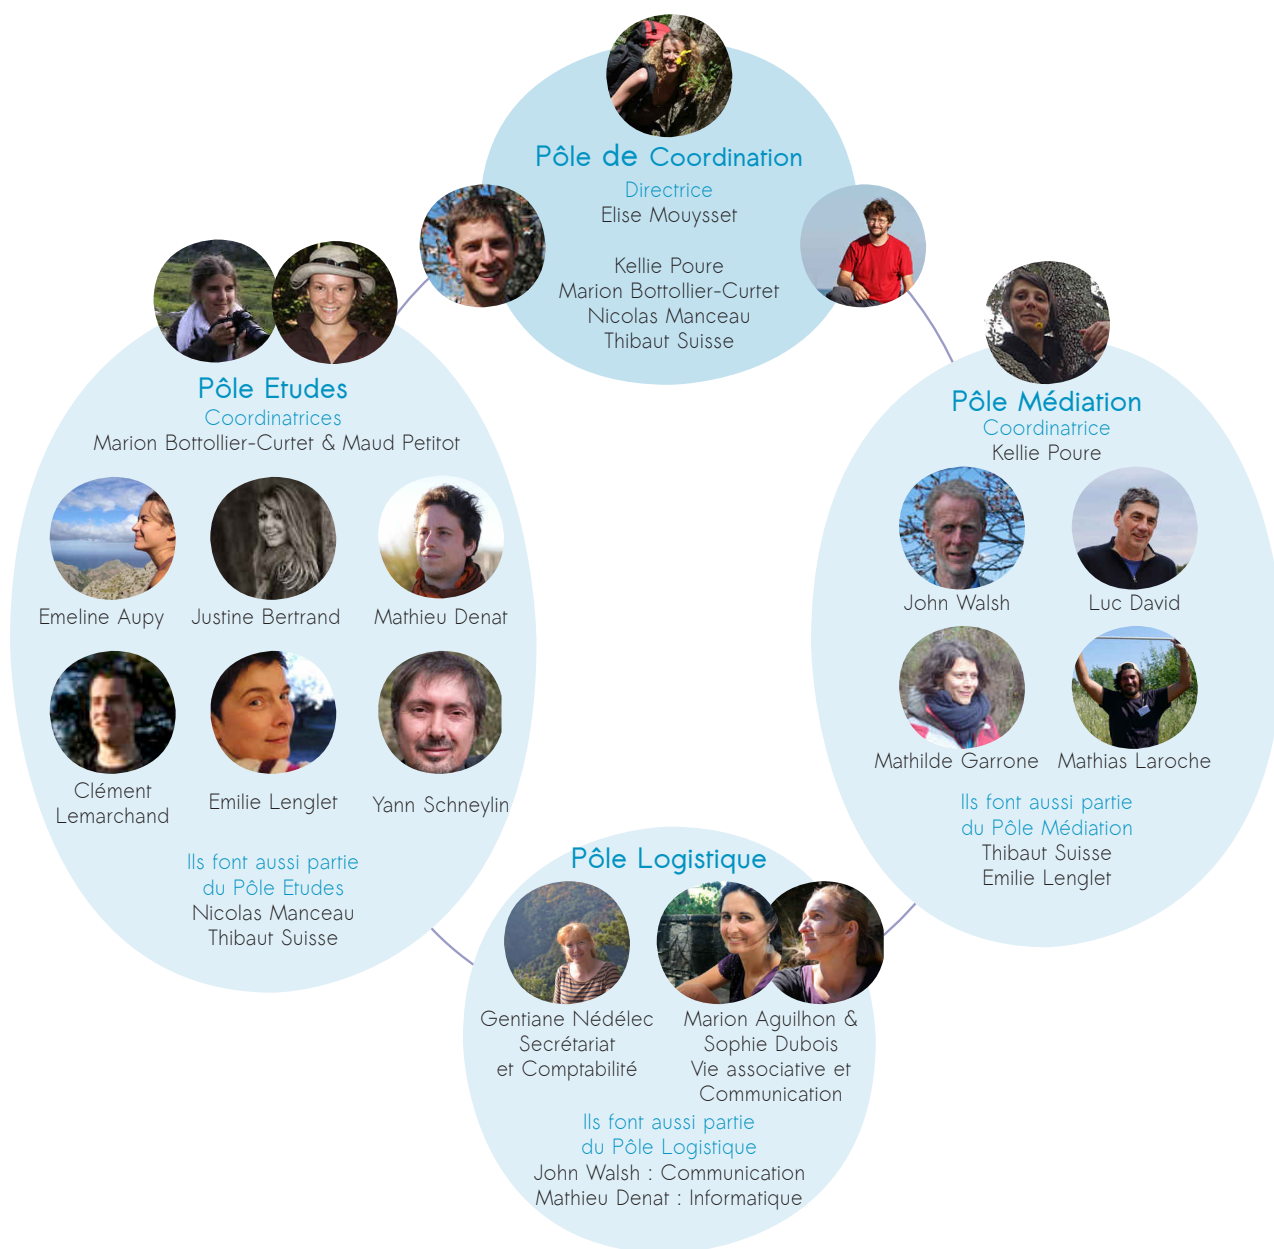 Pôle de Coordination
Directrice
Elise Mouysset
Kellie Poure
Marion Bottollier-Curtet
Nicolas Manceau
Thibaut Suisse
Pôle Etudes
Coordinatrices
Marion Bottollier-Curtet & Maud Petitot
Emeline Aupy
Justine Bertrand
Mathieu Denat
Clément
Lemarchand
Emilie Lenglet
Yann Schneylin
Ils font aussi partie
du Pôle Etudes
Nicolas Manceau
Thibaut Suisse
Pôle Médiation
Coordinatrice
Kellie Poure
John Walsh
Luc David
Mathilde Garrone
Mathias Laroche
Ils font aussi partie
du Pôle Médiation
Thibaut Suisse
Emilie Lenglet
Pôle Logistique
Gentiane Nédélec
Secrétariat
et Comptabilité
Marion Aguilhon &
Sophie Dubois
Vie associative et
Communication
Ils font aussi partie
du Pôle Logistique
John Walsh : Communication
Mathieu Denat : Informatique